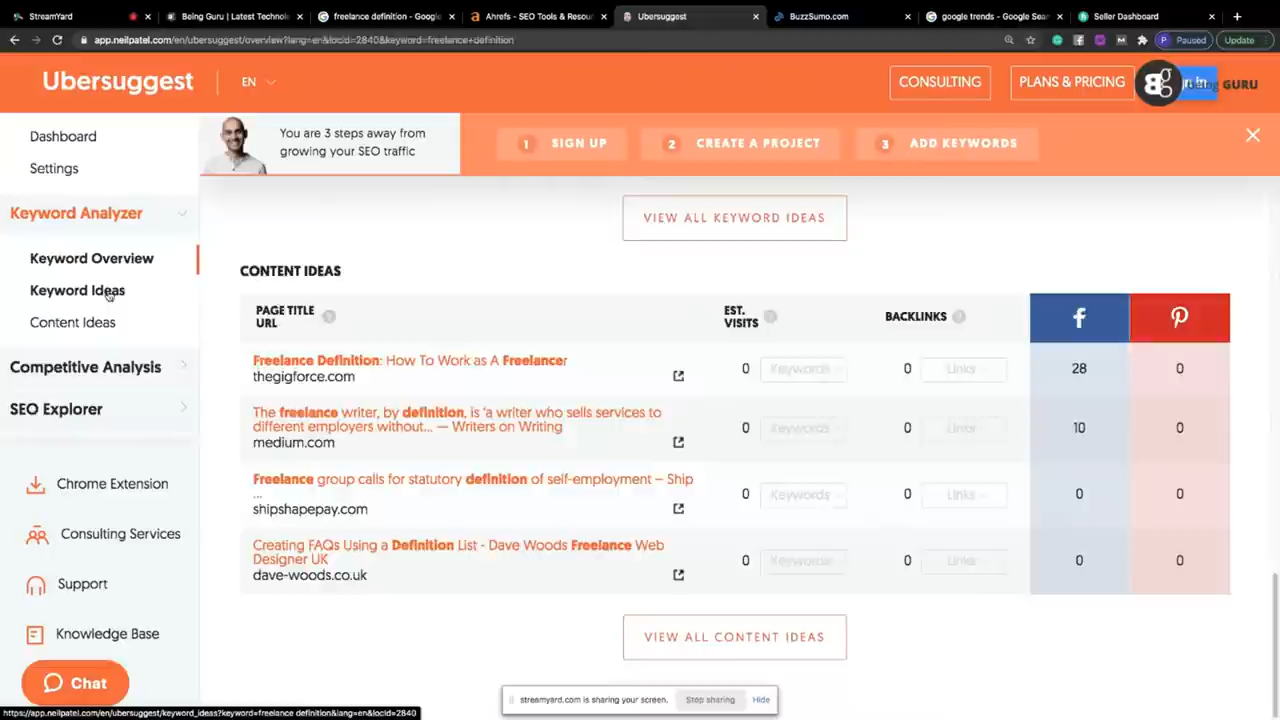 StreamYard
Being Guru | Latest Technol
freelance definition - Google
Ahrefs - SEO Tools & Resour
Ubersuggest
BuzzSumo.com
google trends - Google Sear
Seller Dashboard
app.neilpatel.com/en/ubersuggest/overview?lang=en&locId=2840&keyword=freelance+definition
Paused
Update
Ubersuggest
EN
CONSULTING
PLANS & PRICING
GURU
Dashboard
Settings
Keyword Analyzer
Keyword Overview
Keyword Ideas
Content Ideas
Competitive Analysis
SEO Explorer
Chrome Extension
Consulting Services
Support
Knowledge Base
Chat
You are 3 steps away from
growing your SEO traffic
1 SIGN UP
2 CREATE A PROJECT
3 ADD KEYWORDS
VIEW ALL KEYWORD IDEAS
CONTENT IDEAS
PAGE TITLE
URL
EST.
VISITS
BACKLINKS
Freelance Definition: How To Work as A Freelancer
thegigforce.com
0 Keywords 0 Links 28 0
The freelance writer, by definition, is 'a writer who sells services to
different employers without... — Writers on Writing
medium.com
0 Keywords 0 Links 10 0
Freelance group calls for statutory definition of self-employment – Ship
...
shipshapepay.com
0 Keywords 0 Links 0 0
Creating FAQs Using a Definition List - Dave Woods Freelance Web
Designer UK
dave-woods.co.uk
0 Keywords 0 Links 0 0
VIEW ALL CONTENT IDEAS
streamyard.com is sharing your screen.
Stop sharing
Hide
https://app.neilpatel.com/en/ubersuggest/keyword_ideas?keyword=freelance definition&lang=en&locId=2840